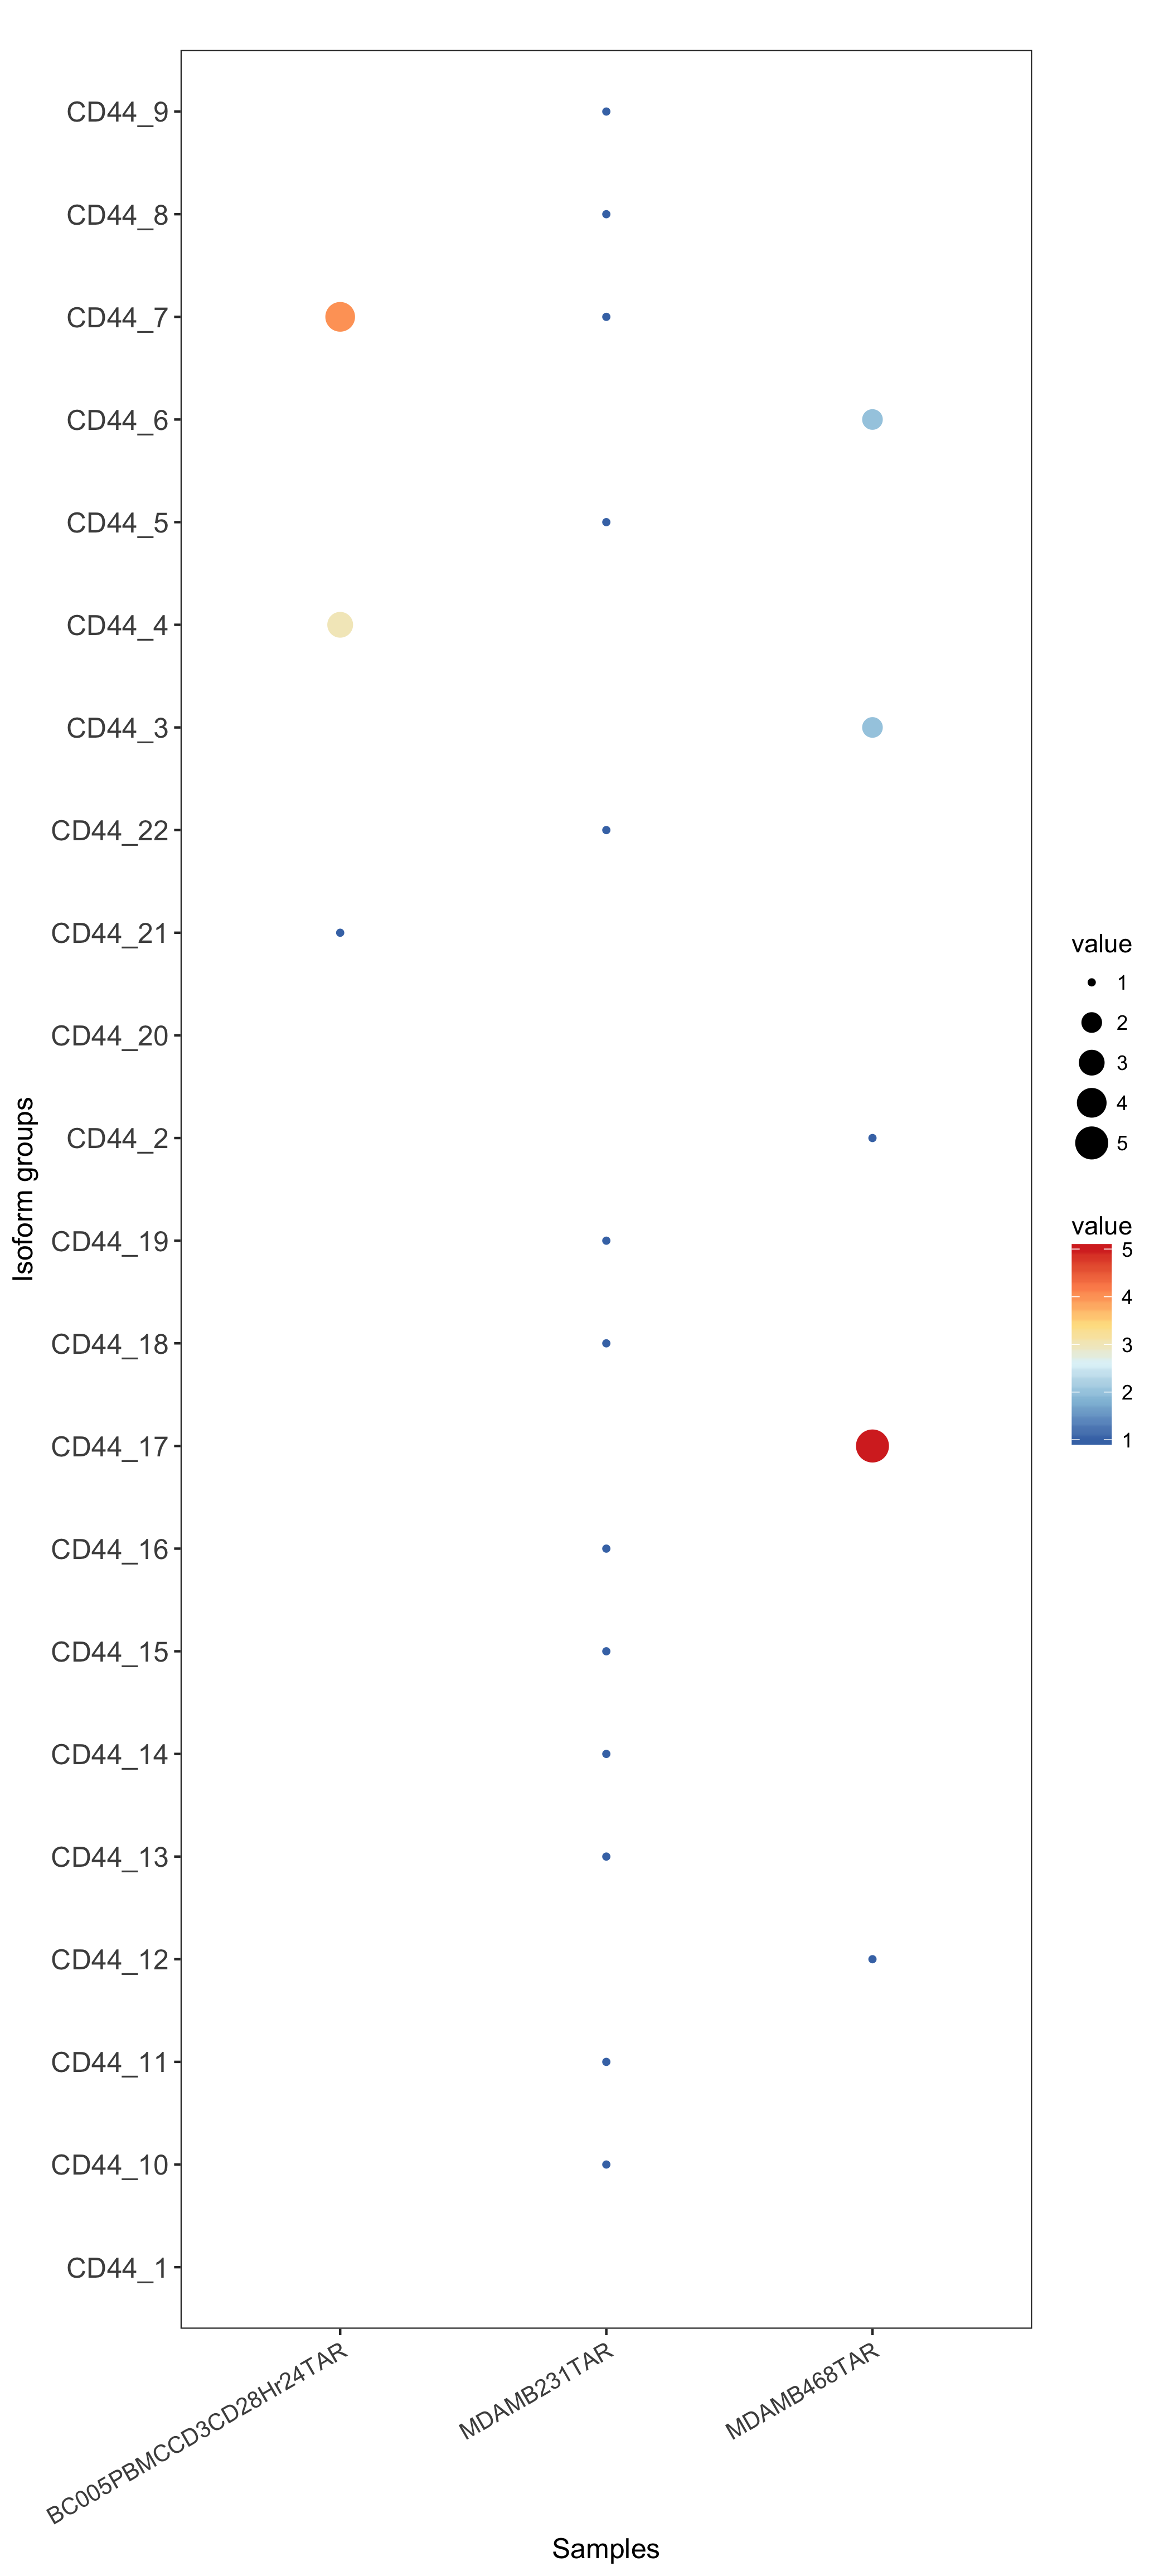 CD44_9
CD44_8
CD44_7
CD44_6
CD44_5
CD44_4
CD44_3
CD44_22
CD44_21
CD44_20
CD44_2
CD44_19
CD44_18
CD44_17
CD44_16
CD44_15
CD44_14
CD44_13
CD44_12
CD44_11
CD44_10
CD44_1
Isoform groups
BC005PBMCCD3CD28Hr24TAR
MDAMB231TAR
MDAMB468TAR
Samples
value
1
2
3
4
5
value
5
4
3
2
1